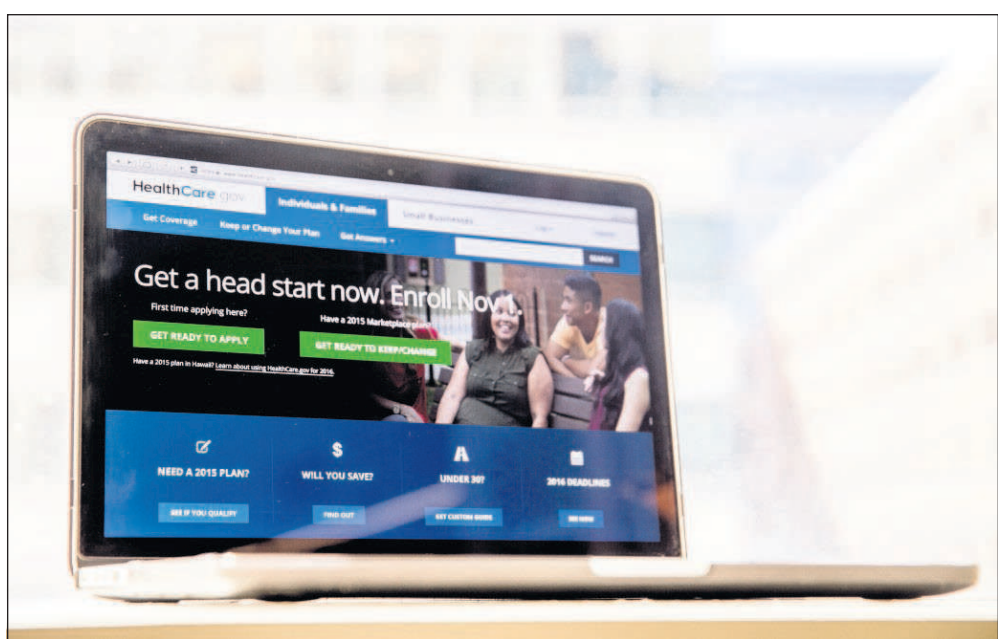 HealthCare.gov
Individuals & Families
Small Businesses
Get Coverage
Keep or Change Your Plan
Get Answers
SEARCH
Get a head start now. Enroll Nov 1.
First time applying here?
Have a 2015 Marketplace plan?
GET READY TO APPLY
GET READY TO KEEP/CHANGE
Have a 2015 plan in Hawaii? Learn about using HealthCare.gov for 2016.
NEED A 2015 PLAN?
WILL YOU SAVE?
UNDER 30?
2016 DEADLINES
SEE IF YOU QUALIFY
FIND OUT
GET CUSTOM GUIDE
SEE NOW